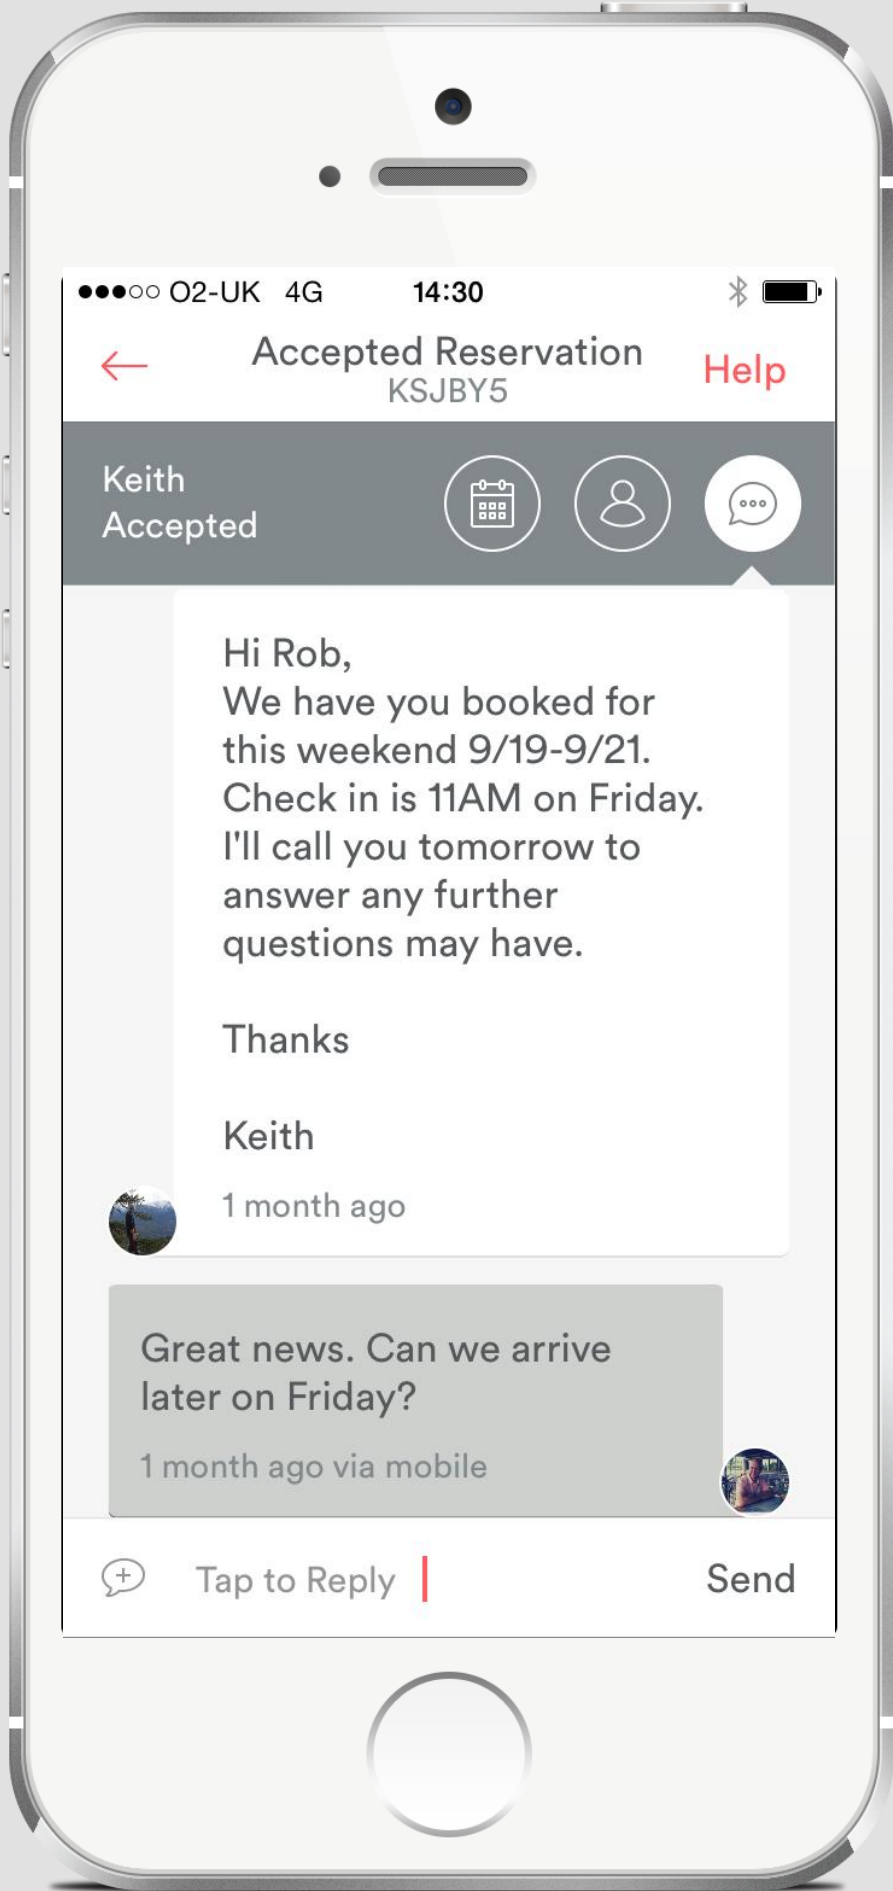 O2-UK 4G 14:30
Accepted Reservation
KSJBY5
Help
Keith
Accepted
Hi Rob,
We have you booked for
this weekend 9/19-9/21.
Check in is 11AM on Friday.
I'll call you tomorrow to
answer any further
questions may have.
Thanks
Keith
1 month ago
Great news. Can we arrive
later on Friday?
1 month ago via mobile
Tap to Reply
Send